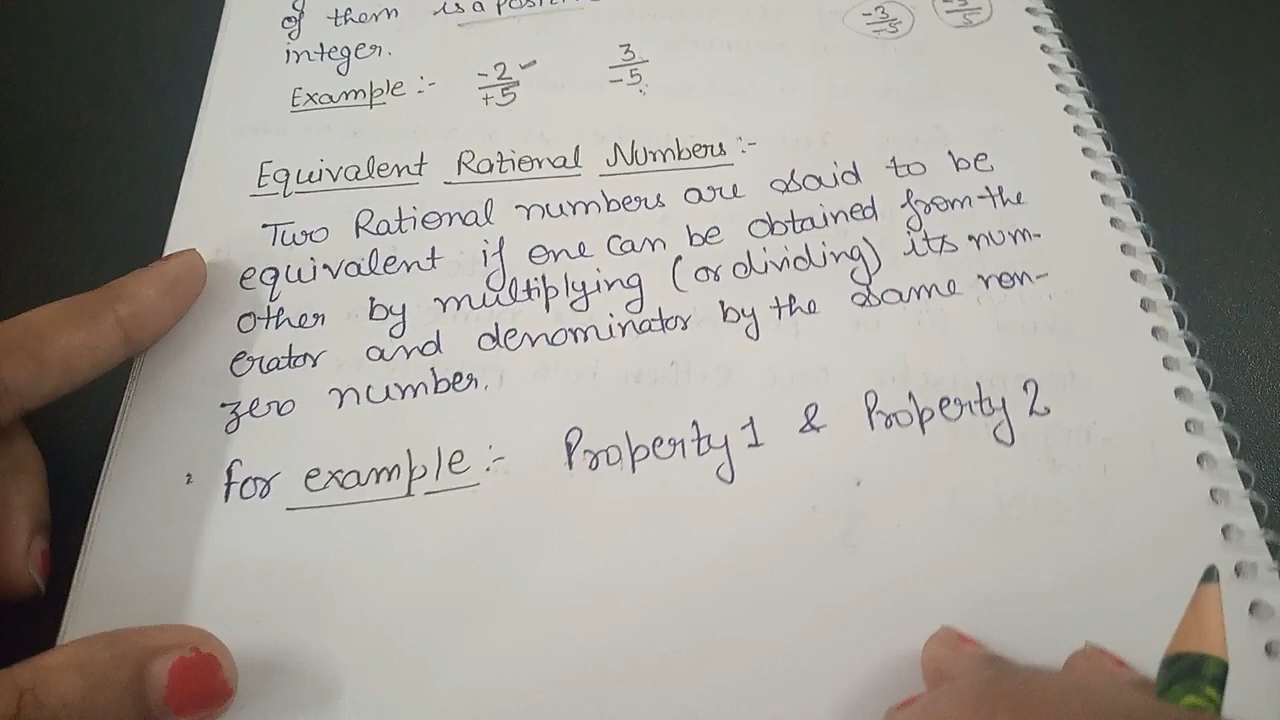 of them is a
integer.
Example :- -2/+5 3/-5
-3/-5
Equivalent Rational Numbers :-
Two Rational numbers are said to be
equivalent if one can be obtained from the
other by multiplying (or dividing) its num-
erator and denominator by the same non-
zero number.
for example :- Property 1 & Property 2